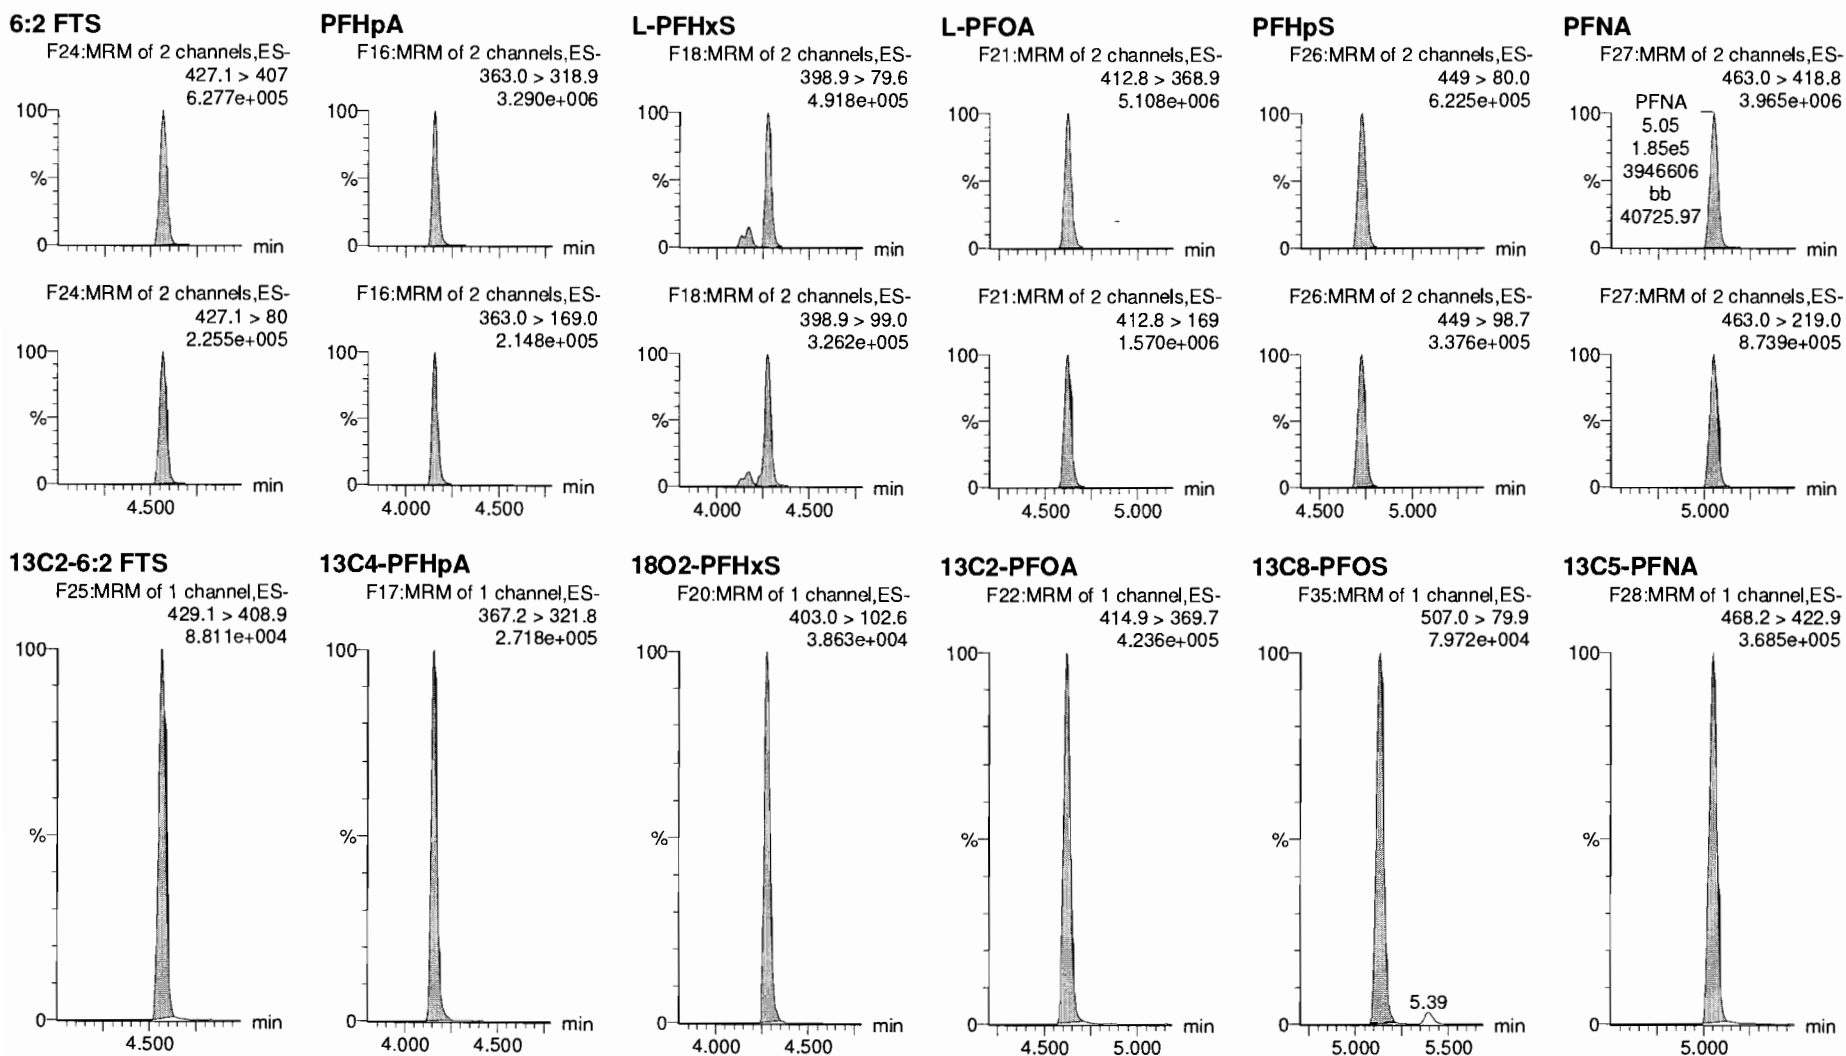 6:2 FTS
F24:MRM of 2 channels,ES-
427.1 > 407
6.277e+005
100
%
0
min
F24:MRM of 2 channels,ES-
427.1 > 80
2.255e+005
100
%
0
min
4.500
PFHpA
F16:MRM of 2 channels,ES-
363.0 > 318.9
3.290e+006
100
%
0
min
F16:MRM of 2 channels,ES-
363.0 > 169.0
2.148e+005
100
%
0
min
4.000 4.500
L-PFHxS
F18:MRM of 2 channels,ES-
398.9 > 79.6
4.918e+005
100
%
0
min
F18:MRM of 2 channels,ES-
398.9 > 99.0
3.262e+005
100
%
0
min
4.000 4.500
L-PFOA
F21:MRM of 2 channels,ES-
412.8 > 368.9
5.108e+006
100
%
0
min
F21:MRM of 2 channels,ES-
412.8 > 169
1.570e+006
100
%
0
min
4.500 5.000
PFHpS
F26:MRM of 2 channels,ES-
449 > 80.0
6.225e+005
100
%
0
min
F26:MRM of 2 channels,ES-
449 > 98.7
3.376e+005
100
%
0
min
4.500 5.000
PFNA
F27:MRM of 2 channels,ES-
463.0 > 418.8
3.965e+006
100
PFNA
5.05
1.85e5
3946606
bb
40725.97
%
0
min
F27:MRM of 2 channels,ES-
463.0 > 219.0
8.739e+005
100
%
0
min
5.000
13C2-6:2 FTS
F25:MRM of 1 channel,ES-
429.1 > 408.9
8.811e+004
100
%
0
min
4.500
13C4-PFHpA
F17:MRM of 1 channel,ES-
367.2 > 321.8
2.718e+005
100
%
0
min
4.000 4.500
18O2-PFHxS
F20:MRM of 1 channel,ES-
403.0 > 102.6
3.863e+004
100
%
0
min
4.000 4.500
13C2-PFOA
F22:MRM of 1 channel,ES-
414.9 > 369.7
4.236e+005
100
%
0
min
4.500 5.000
13C8-PFOS
F35:MRM of 1 channel,ES-
507.0 > 79.9
7.972e+004
100
%
5.39
0
min
5.000 5.500
13C5-PFNA
F28:MRM of 1 channel,ES-
468.2 > 422.9
3.685e+005
100
%
0
min
5.000